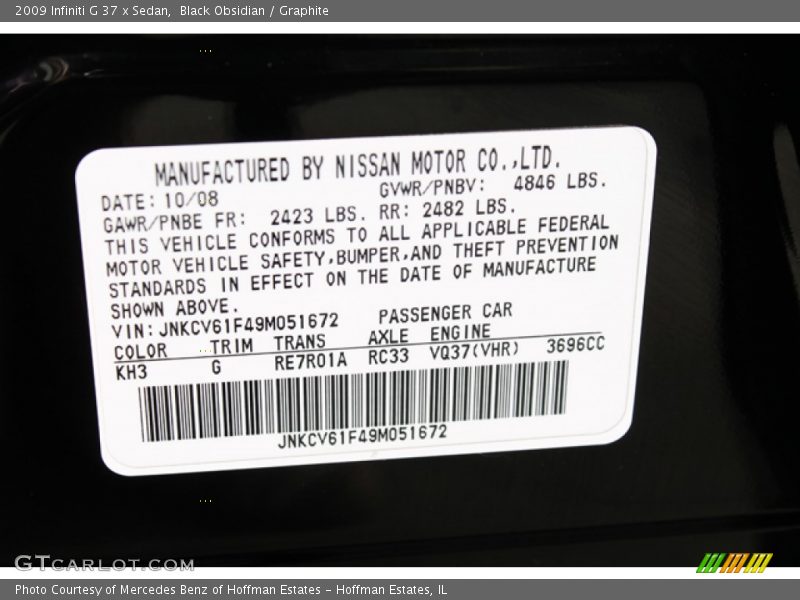 2009 Infiniti G 37 x Sedan,  Black Obsidian / Graphite
MANUFACTURED BY NISSAN MOTOR CO.,LTD.
DATE: 10/08 GVWR/PNBV: 4846 LBS.
GAWR/PNBE FR: 2423 LBS. RR: 2482 LBS.
THIS VEHICLE CONFORMS TO ALL APPLICABLE FEDERAL
MOTOR VEHICLE SAFETY,BUMPER,AND THEFT PREVENTION
STANDARDS IN EFFECT ON THE DATE OF MANUFACTURE
SHOWN ABOVE.
VIN: JNKCV61F49M051672 PASSENGER CAR
COLOR TRIM TRANS AXLE ENGINE
KH3 G RE7R01A RC33 VQ37(VHR) 3696CC
JNKCV61F49M051672
GTCARLOT.COM
Photo Courtesy of Mercedes Benz of Hoffman Estates - Hoffman Estates, IL